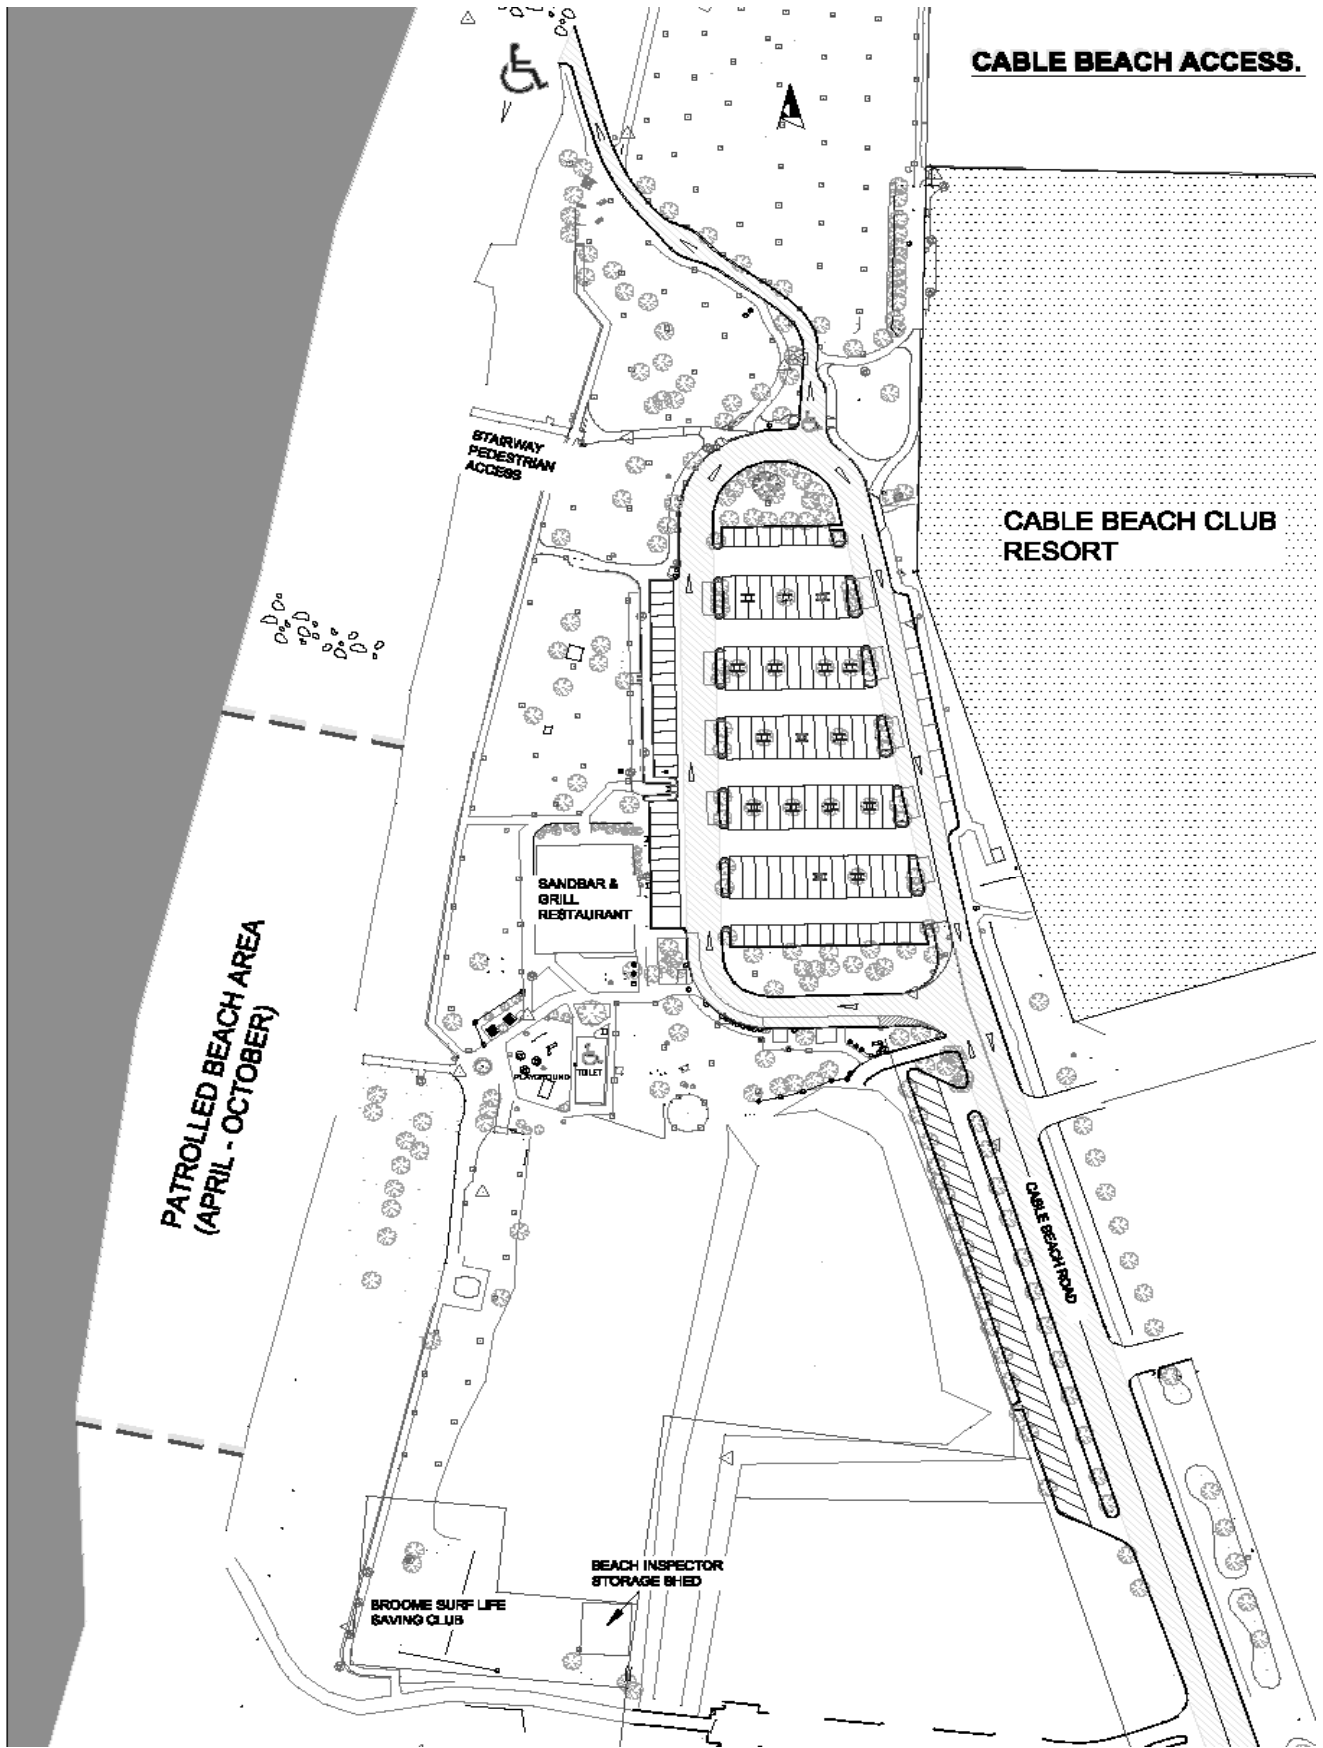 CABLE BEACH ACCESS.
STAIRWAY
PEDESTRIAN
ACCESS
CABLE BEACH CLUB
RESORT
SANDBAR &
GRILL
RESTAURANT
PATROLLED BEACH AREA
(APRIL - OCTOBER)
PLAYGROUND
TOILET
CABLE BEACH ROAD
BEACH INSPECTOR
STORAGE SHED
BROOME SURF LIFE
SAVING CLUB